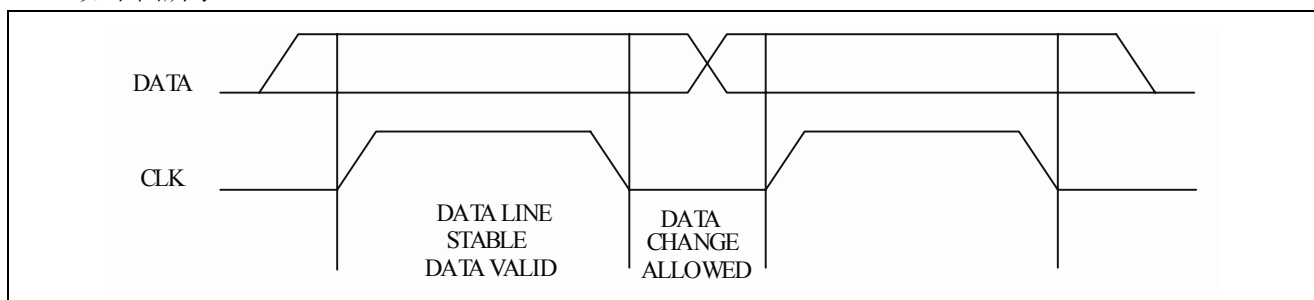 DATA
CLK
DATA LINE
STABLE
DATA VALID
DATA
CHANGE
ALLOWED